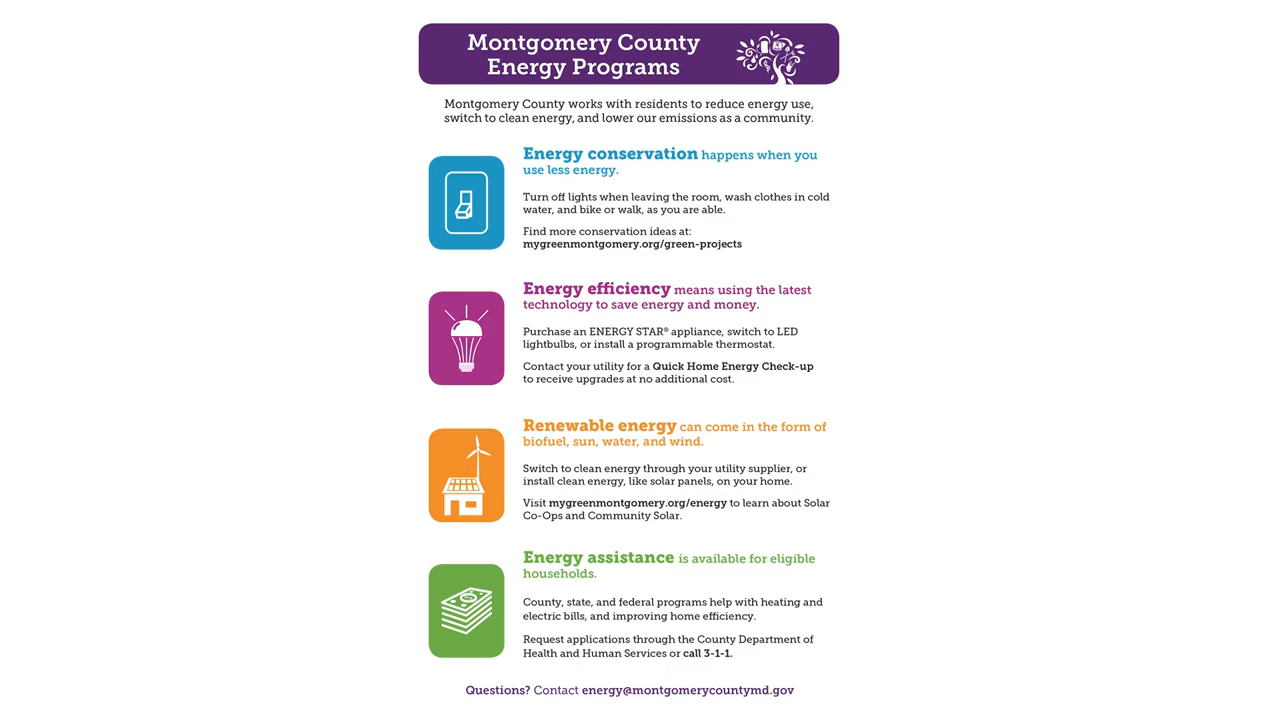 Montgomery County
Energy Programs
Montgomery County works with residents to reduce energy use,
switch to clean energy, and lower our emissions as a community.
Energy conservation happens when you
use less energy.
Turn off lights when leaving the room, wash clothes in cold
water, and bike or walk, as you are able.
Find more conservation ideas at:
mygreenmontgomery.org/green-projects
Energy efficiency means using the latest
technology to save energy and money.
Purchase an ENERGY STAR® appliance, switch to LED
lightbulbs, or install a programmable thermostat.
Contact your utility for a Quick Home Energy Check-up
to receive upgrades at no additional cost.
Renewable energy can come in the form of
biofuel, sun, water, and wind.
Switch to clean energy through your utility supplier, or
install clean energy, like solar panels, on your home.
Visit mygreenmontgomery.org/energy to learn about Solar
Co-Ops and Community Solar.
Energy assistance is available for eligible
households.
County, state, and federal programs help with heating and
electric bills, and improving home efficiency.
Request applications through the County Department of
Health and Human Services or call 3-1-1.
Questions? Contact energy@montgomerycountymd.gov